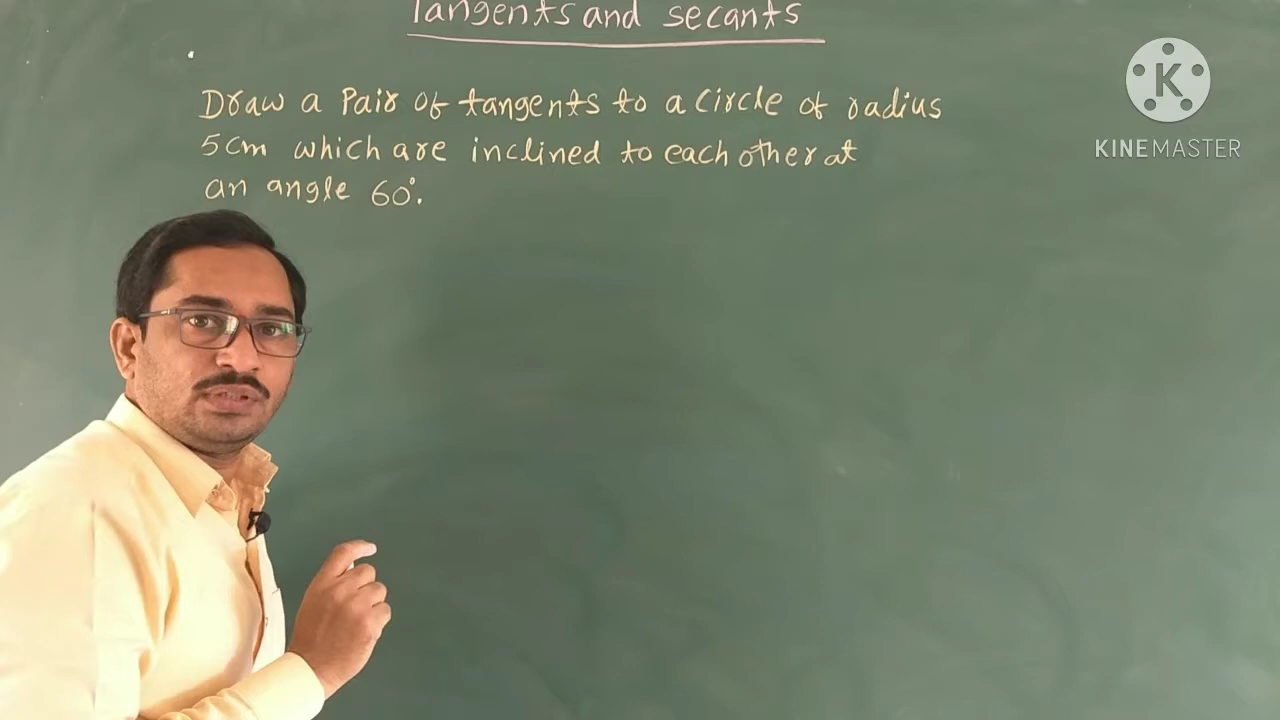 Tangents and secants
Draw a Pair of tangents to a circle of radius
5cm which are inclined to each other at
an angle 60°.
K
KINEMASTER